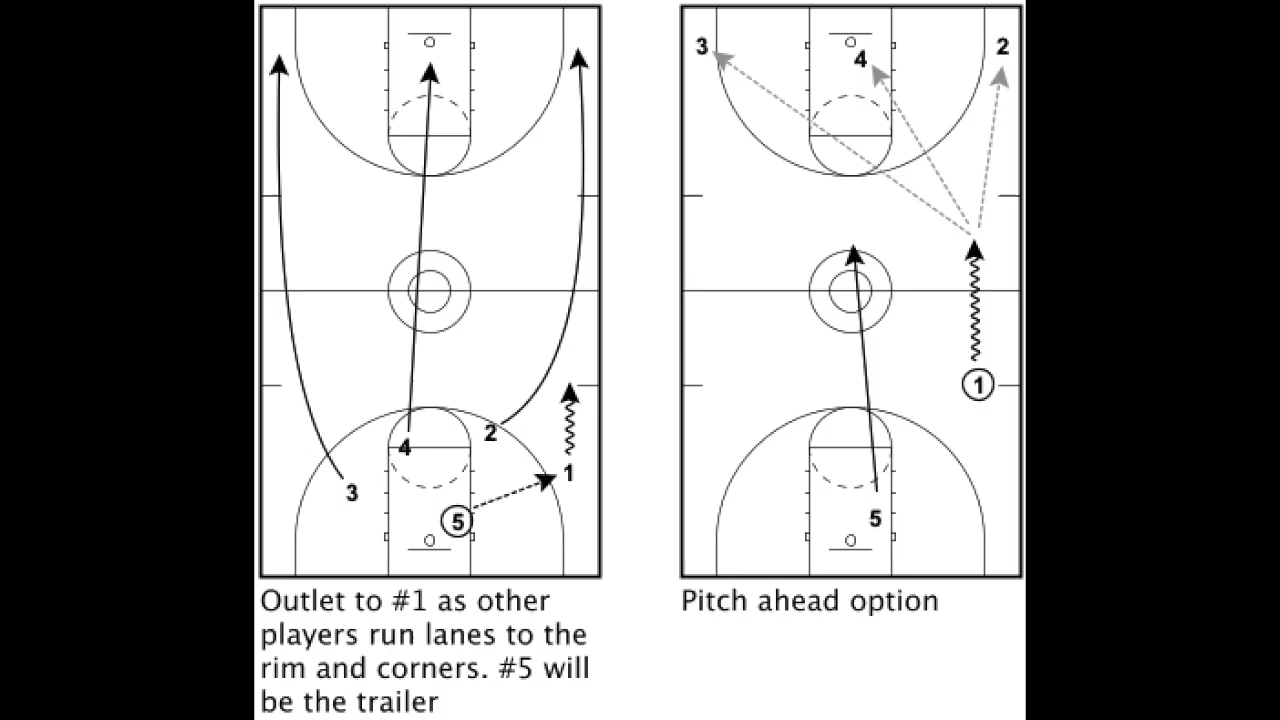 3 4 2
3 4 2 1
5
1
5
Outlet to #1 as other
players run lanes to the
rim and corners. #5 will
be the trailer
Pitch ahead option